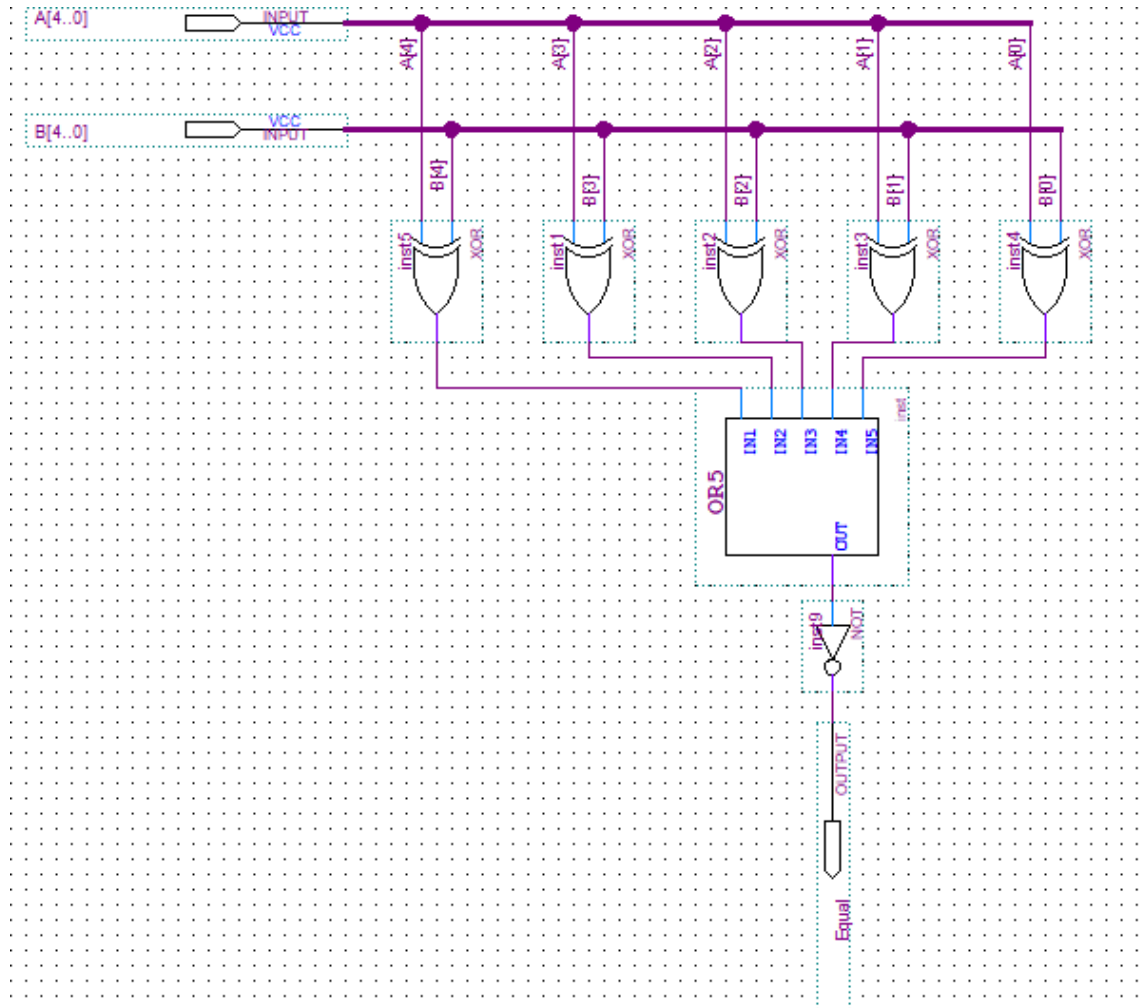 A[4..0]
INPUT
VCC
A[4]
A[3]
A[2]
A[1]
A[0]
B[4..0]
VCC
INPUT
B[4]
B[3]
B[2]
B[1]
B[0]
inst5
XOR
inst1
XOR
inst2
XOR
inst3
XOR
inst4
XOR
inst
IN1
IN2
IN3
IN4
IN5
OR5
OUT
inst9
NOT
OUTPUT
Equal